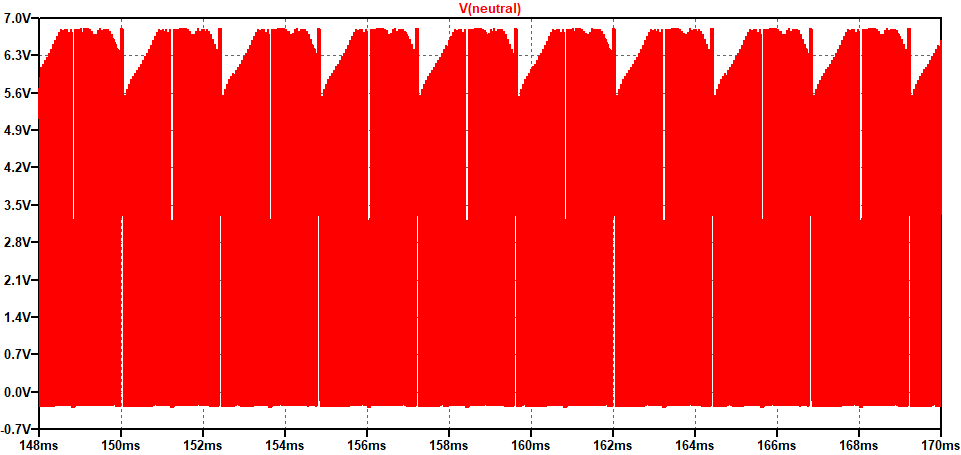 V(neutral)
7.0V
6.3V
5.6V
4.9V
4.2V
3.5V
2.8V
2.1V
1.4V
0.7V
0.0V
-0.7V
148ms 150ms 152ms 154ms 156ms 158ms 160ms 162ms 164ms 166ms 168ms 170ms